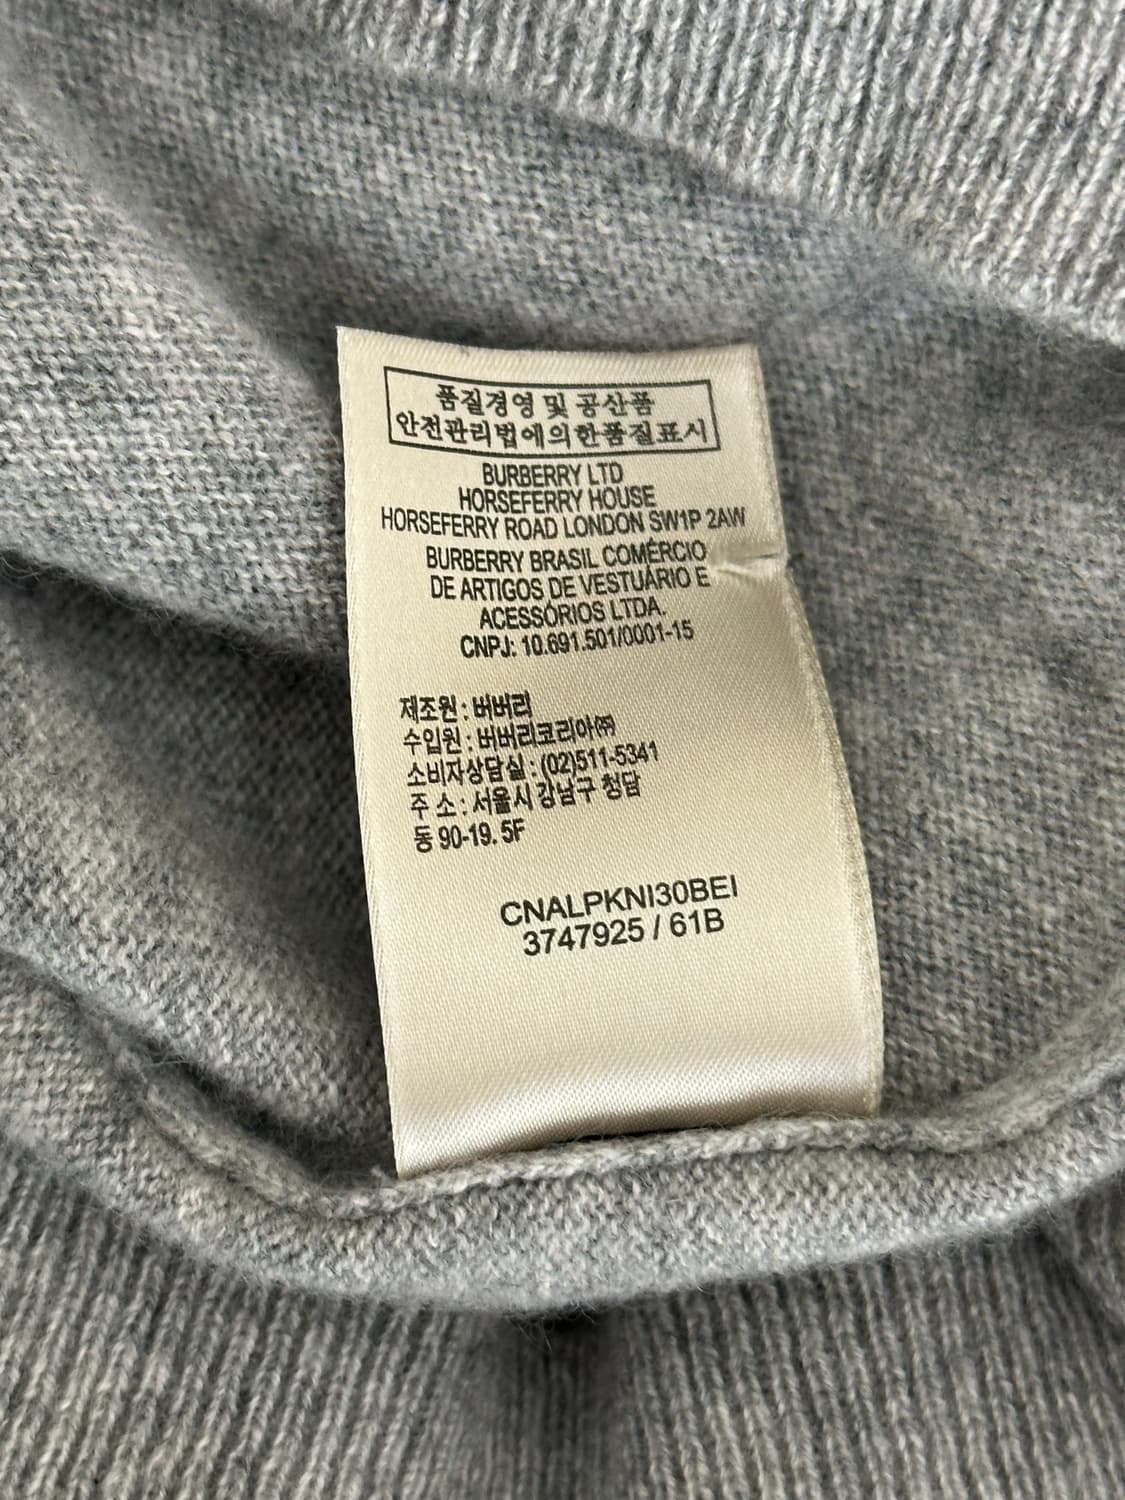 품질경영 및 공산품
안전관리법에의한품질표시
BURBERRY LTD
HORSEFERRY HOUSE
HORSEFERRY ROAD LONDON SW1P 2AW
BURBERRY BRASIL COMÉRCIO
DE ARTIGOS DE VESTUÁRIO E
ACESSÓRIOS LTDA.
CNPJ: 10.691.501/0001-15
제조원 : 버버리
수입원 : 버버리코리아㈜
소비자상담실 : (02)511-5341
주 소 : 서울시 강남구 청담
동 90-19. 5F
CNALPKNI30BEI
3747925 / 61B